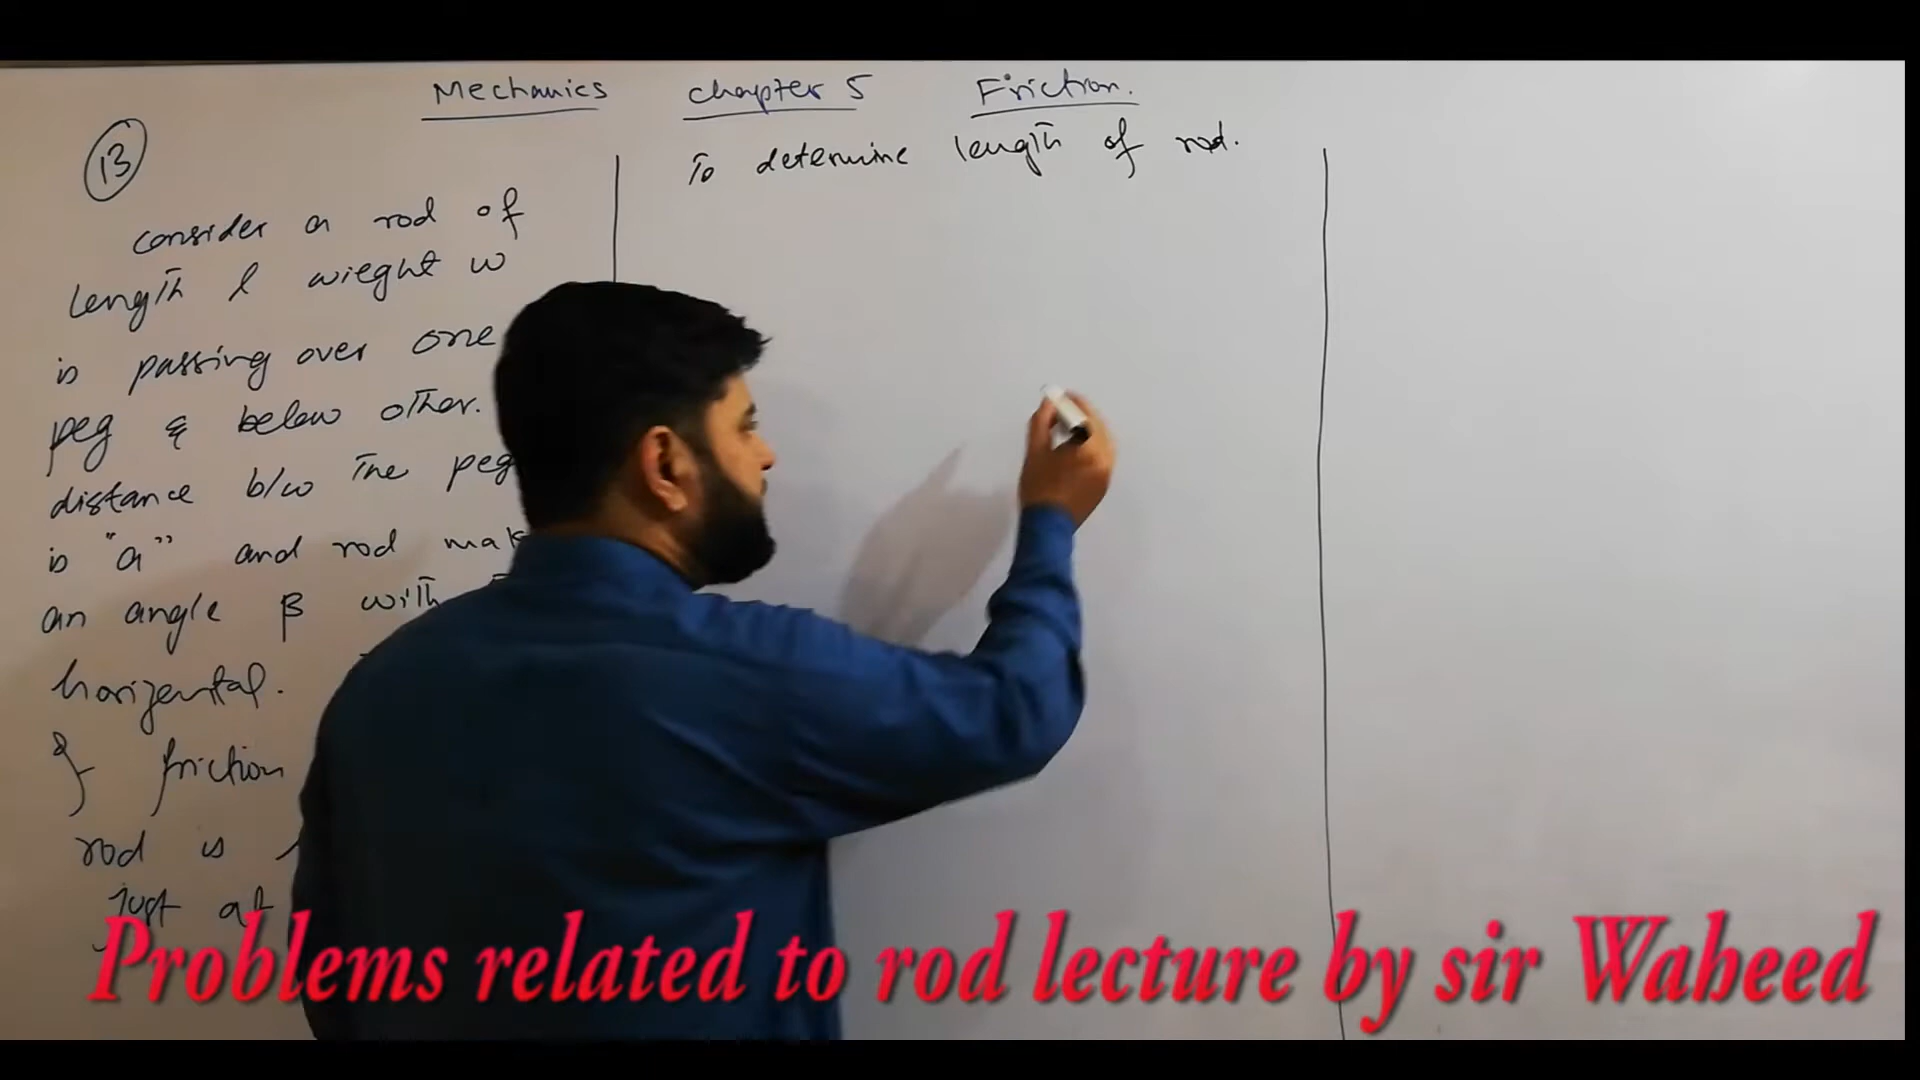 Mechanics chapter 5 Friction.
13
To determine length of rod.
consider a rod of
length l wieght w
is passing over one
peg & below other.
distance b/w the peg
is "a" and rod mak
an angle β with
horizental.
of friction
rod is
just at
Problems related to rod lecture by sir Waheed